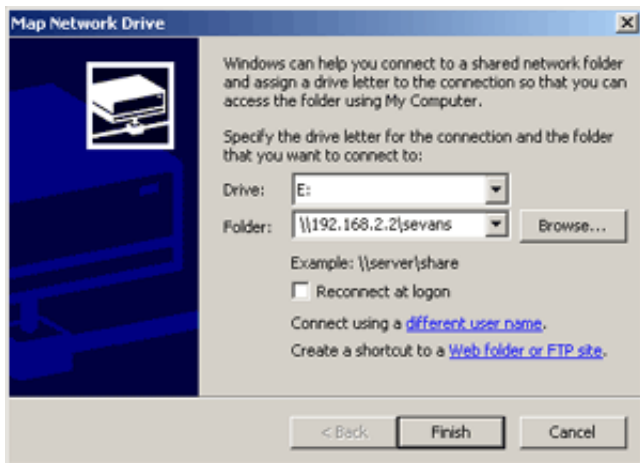 Map Network Drive
Windows can help you connect to a shared network folder
and assign a drive letter to the connection so that you can
access the folder using My Computer.
Specify the drive letter for the connection and the folder
that you want to connect to:
Drive: E:
Folder: \\192.168.2.2\sevans Browse...
Example: \\server\share
Reconnect at logon
Connect using a different user name.
Create a shortcut to a Web folder or FTP site.
< Back Finish Cancel